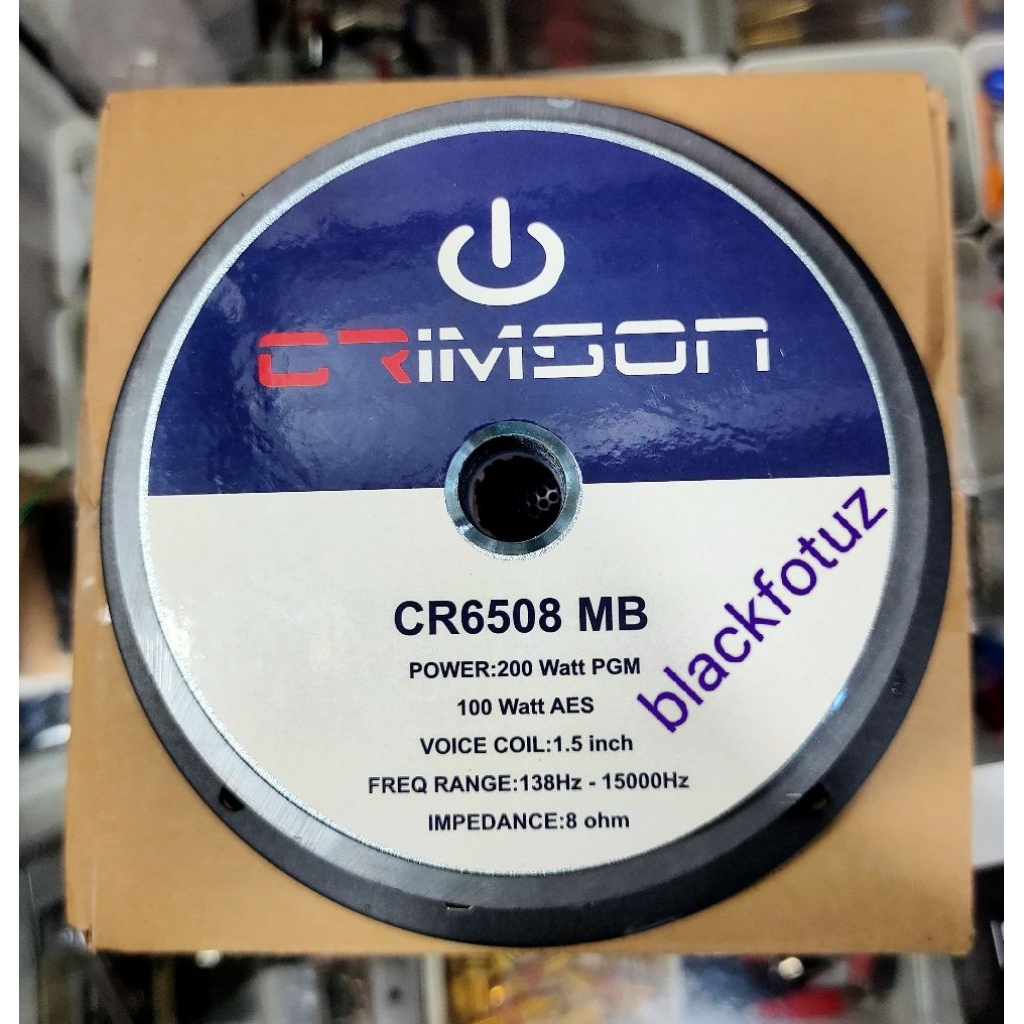 CRiMSON
CR6508 MB
POWER:200 Watt PGM
100 Watt AES
VOICE COIL:1.5 inch
FREQ RANGE:138Hz - 15000Hz
IMPEDANCE:8 ohm
blackfotuz